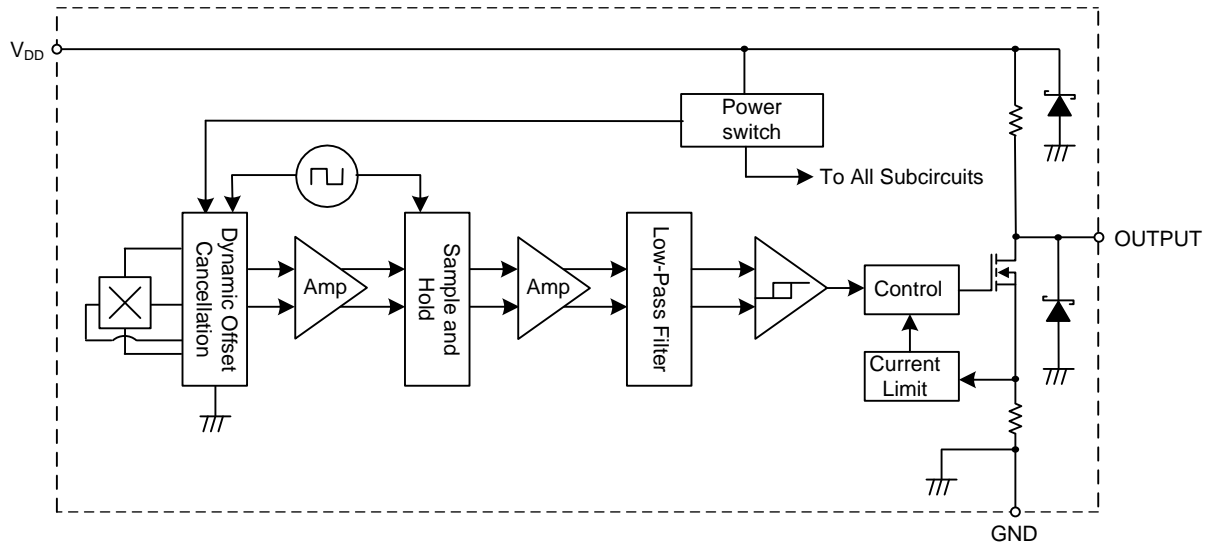 V_DD
Power
switch
To All Subcircuits
Dynamic Offset
Cancellation
Amp
Sample and
Hold
Amp
Low-Pass Filter
Control
OUTPUT
Current
Limit
GND